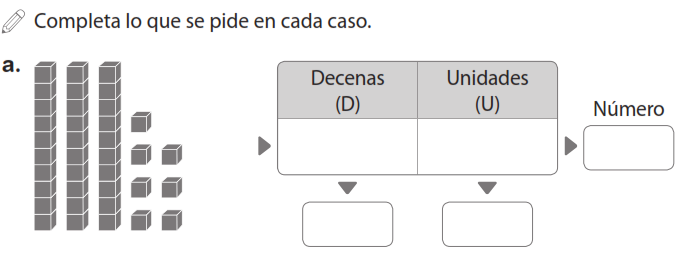 Completa lo que se pide en cada caso.
a.
Decenas
(D)
Unidades
(U)
Número